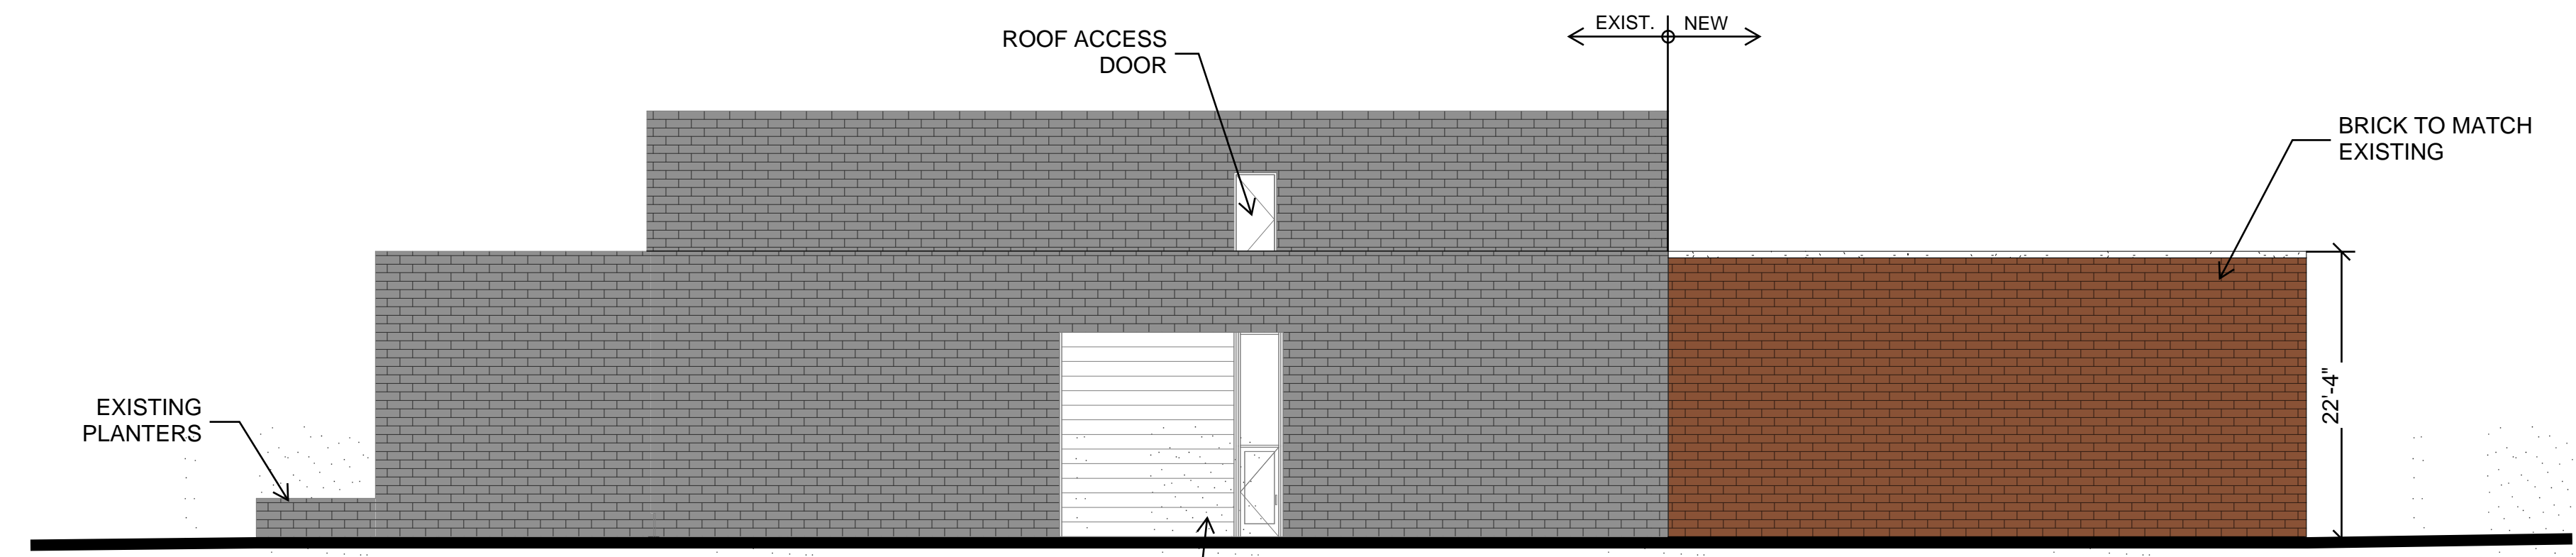 EXIST.
NEW
ROOF ACCESS
DOOR
BRICK TO MATCH
EXISTING
EXISTING
PLANTERS
22'-4"